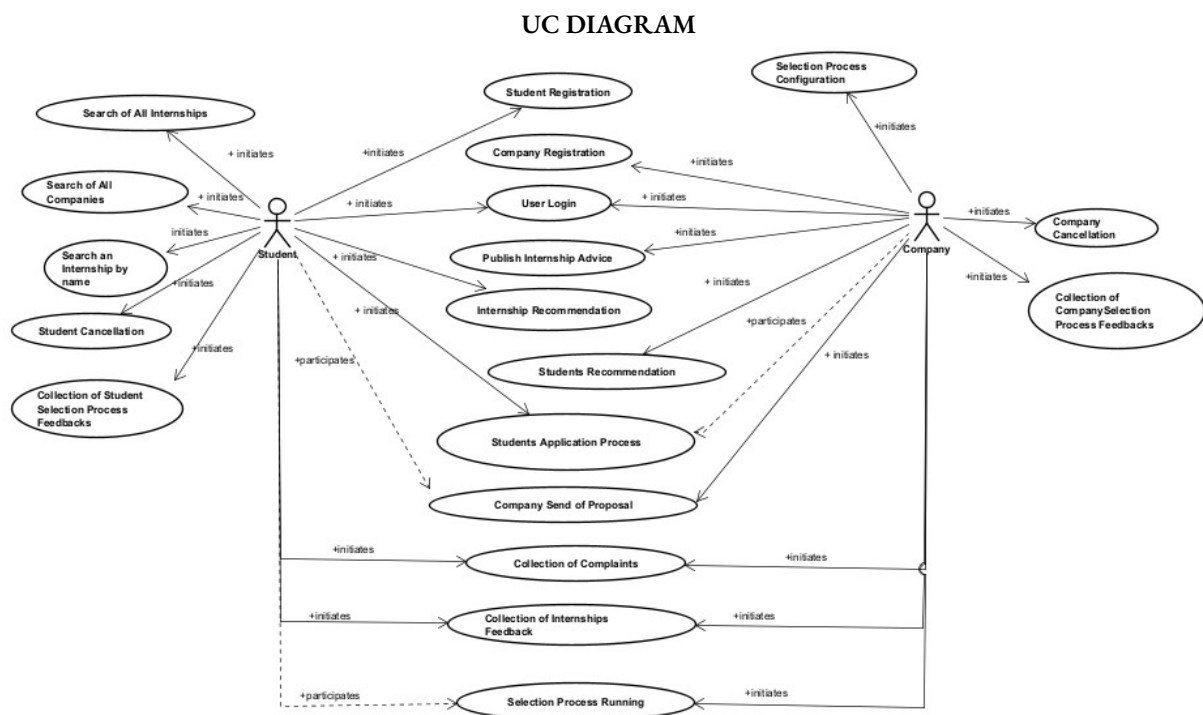 UC DIAGRAM
Selection Process
Configuration
Student Registration
Search of All Internships
+initiates
+ initiates
+initiates
Company Registration
+initiates
Search of All
Companies
+ initiates
+ initiates
User Login
+ initiates
+initiates
Company
Cancellation
initiates
Student
+initiates
Company
Search an
Internship by
name
+ initiates
Publish Internship Advice
+initiates
+initiates
+ initiates
Student Cancellation
+ initiates
Internship Recommendation
Collection of
CompanySelection
Process Feedbacks
+participates
+initiates
+participates
+ initiates
Students Recommendation
Collection of Student
Selection Process
Feedbacks
Students Application Process
Company Send of Proposal
+initiates
+initiates
Collection of Complaints
+initiates
+initiates
Collection of Internships
Feedback
+participates
+initiates
Selection Process Running